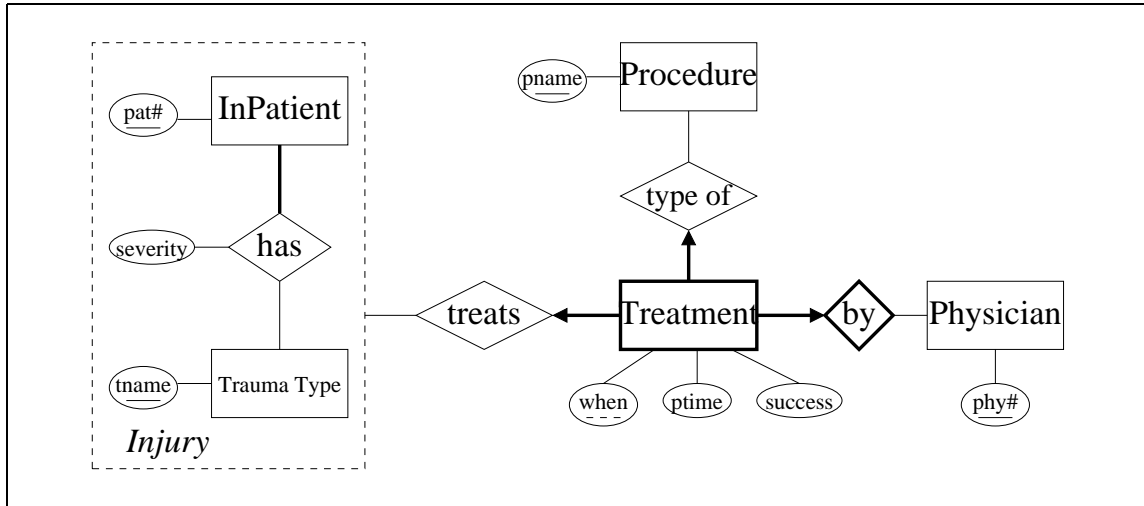 pat#
InPatient
severity
has
tname
Trauma Type
Injury
treats
pname
Procedure
type of
Treatment
when
ptime
success
by
Physician
phy#